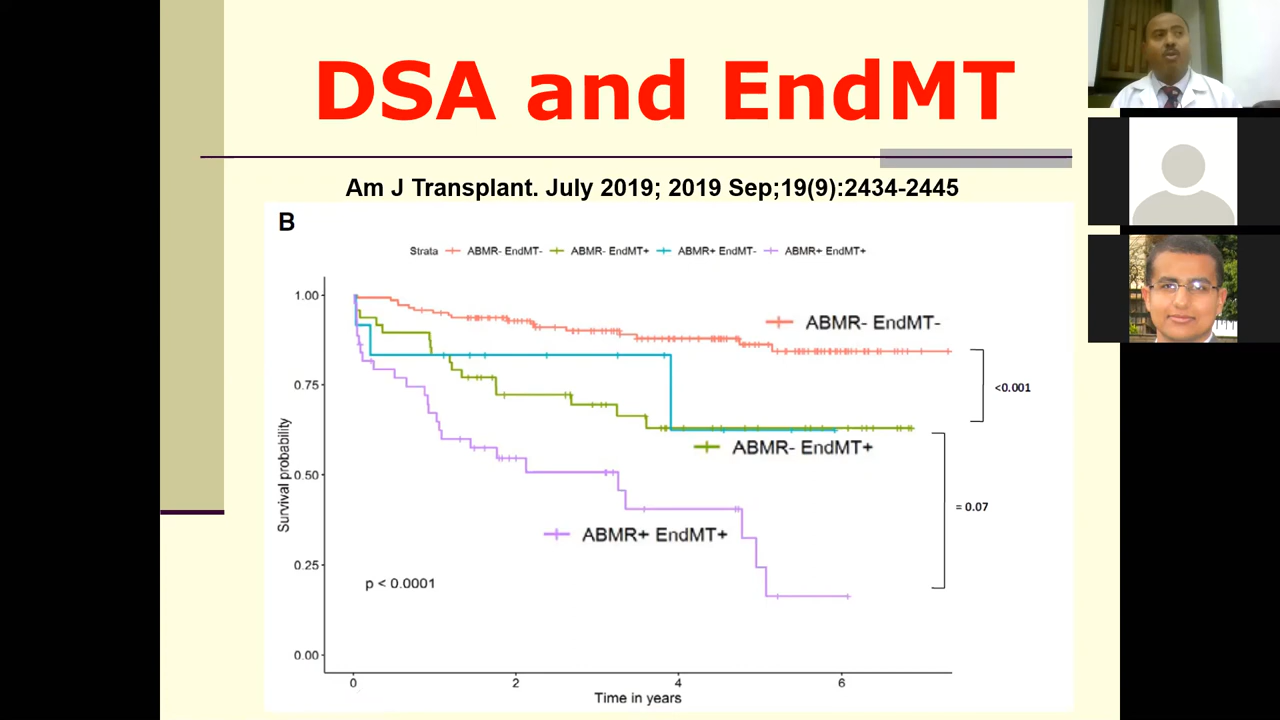 DSA and EndMT
Am J Transplant. July 2019; 2019 Sep;19(9):2434-2445
B
Strata ABMR- EndMT- ABMR- EndMT+ ABMR+ EndMT- ABMR+ EndMT+
1.00
ABMR- EndMT-
<0.001
0.75
ABMR- EndMT+
Survival probability
0.50
= 0.07
ABMR+ EndMT+
0.25
p < 0.0001
0.00
0 2 4 6
Time in years